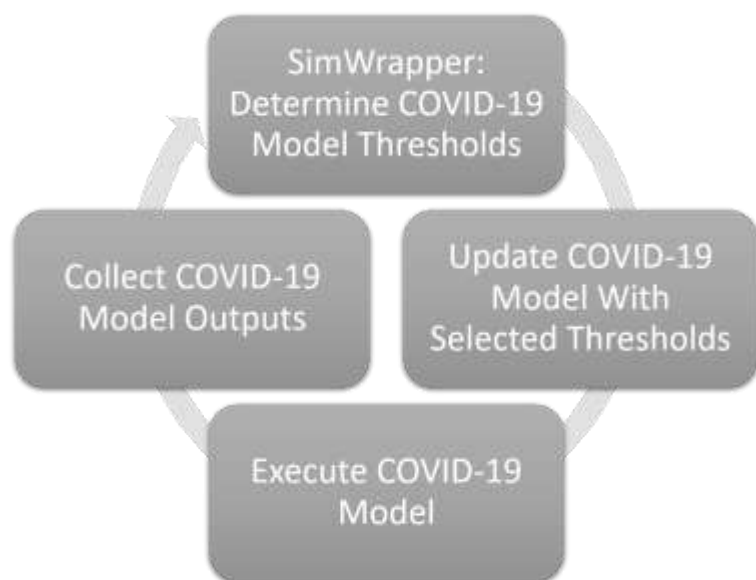 SimWrapper:
Determine COVID-19
Model Thresholds
Collect COVID-19
Model Outputs
Update COVID-19
Model With
Selected Thresholds
Execute COVID-19
Model